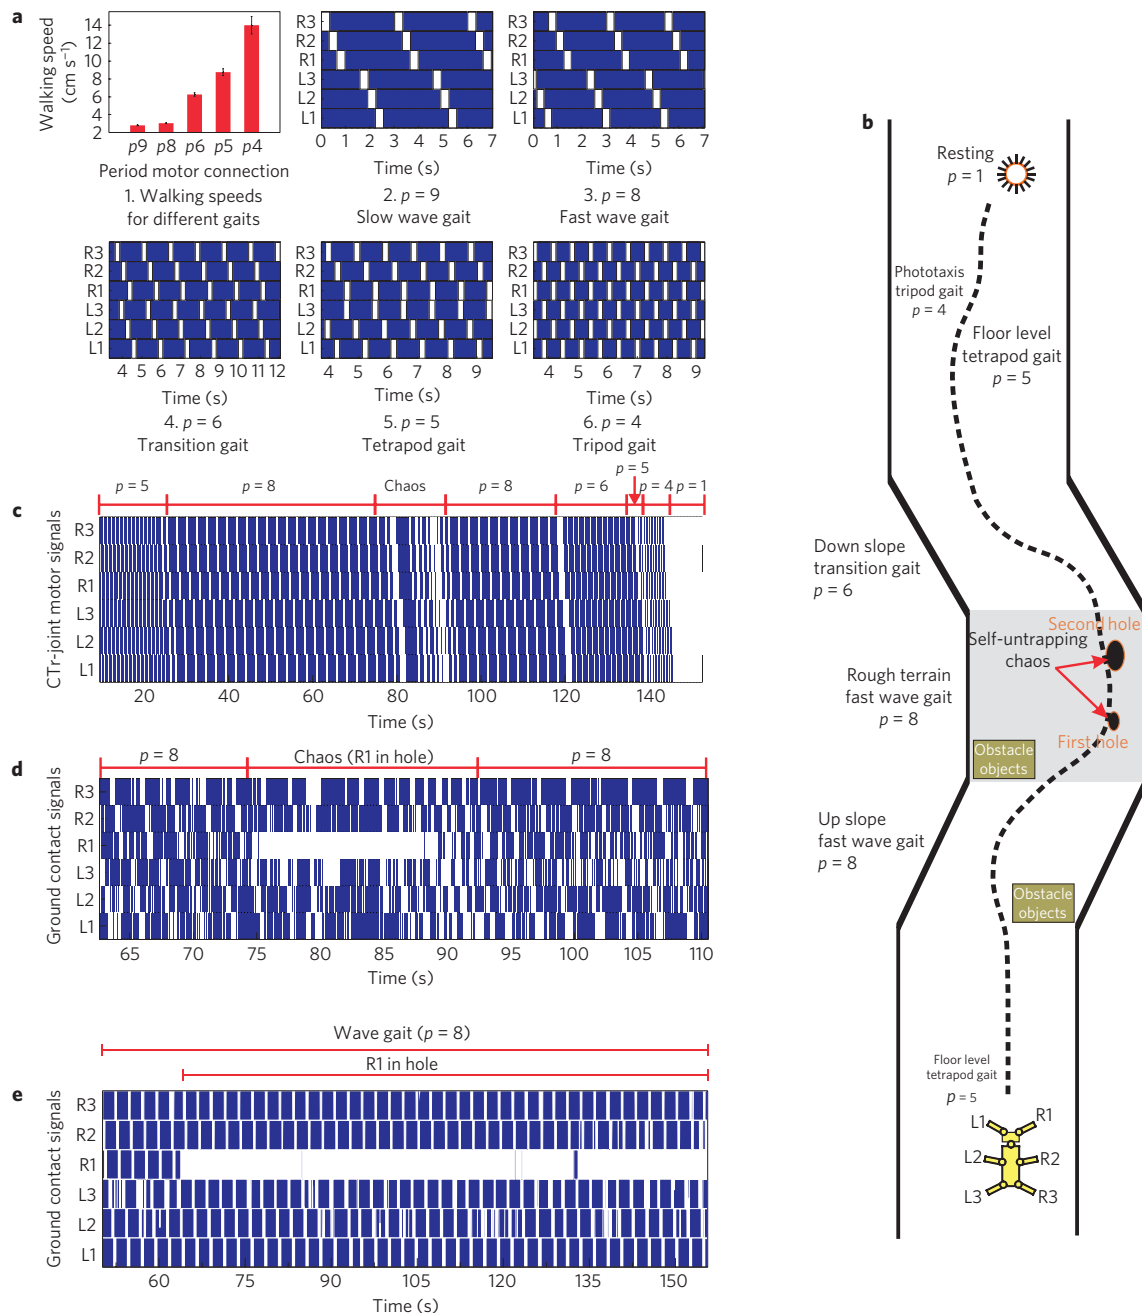 a
Walking speed
(cm s⁻¹)
14
12
10
8
6
4
2
p9 p8 p6 p5 p4
Period motor connection
1. Walking speeds
for different gaits
R3
R2
R1
L3
L2
L1
0 1 2 3 4 5 6 7
Time (s)
2. p = 9
Slow wave gait
R3
R2
R1
L3
L2
L1
0 1 2 3 4 5 6 7
Time (s)
3. p = 8
Fast wave gait
R3
R2
R1
L3
L2
L1
4 5 6 7 8 9 10 11 12
Time (s)
4. p = 6
Transition gait
R3
R2
R1
L3
L2
L1
4 5 6 7 8 9
Time (s)
5. p = 5
Tetrapod gait
R3
R2
R1
L3
L2
L1
4 5 6 7 8 9
Time (s)
6. p = 4
Tripod gait
b
Resting
p = 1
Phototaxis
tripod gait
p = 4
Floor level
tetrapod gait
p = 5
Down slope
transition gait
p = 6
Second hole
Self-untrapping
chaos
Rough terrain
fast wave gait
p = 8
First hole
Obstacle
objects
Up slope
fast wave gait
p = 8
Obstacle
objects
Floor level
tetrapod gait
p = 5
L1 R1
L2 R2
L3 R3
c
p = 5
p = 5 p = 8 Chaos p = 8 p = 6 p = 4 p = 1
CTr-joint motor signals
R3
R2
R1
L3
L2
L1
20 40 60 80 100 120 140
Time (s)
d
p = 8 Chaos (R1 in hole) p = 8
Ground contact signals
R3
R2
R1
L3
L2
L1
65 70 75 80 85 90 95 100 105 110
Time (s)
e
Wave gait (p = 8)
R1 in hole
Ground contact signals
R3
R2
R1
L3
L2
L1
60 75 90 105 120 135 150
Time (s)